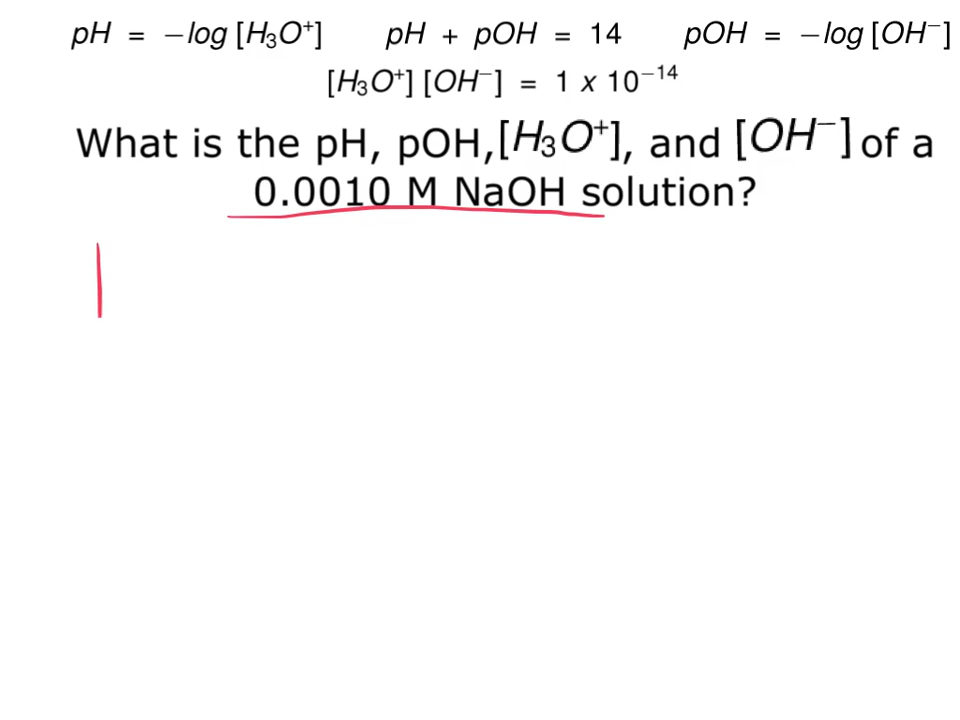 pH = −log [H₃O⁺] pH + pOH = 14 pOH = −log [OH⁻]
[H₃O⁺] [OH⁻] = 1 x 10⁻¹⁴
What is the pH, pOH, [H₃O⁺], and [OH⁻] of a
0.0010 M NaOH solution?